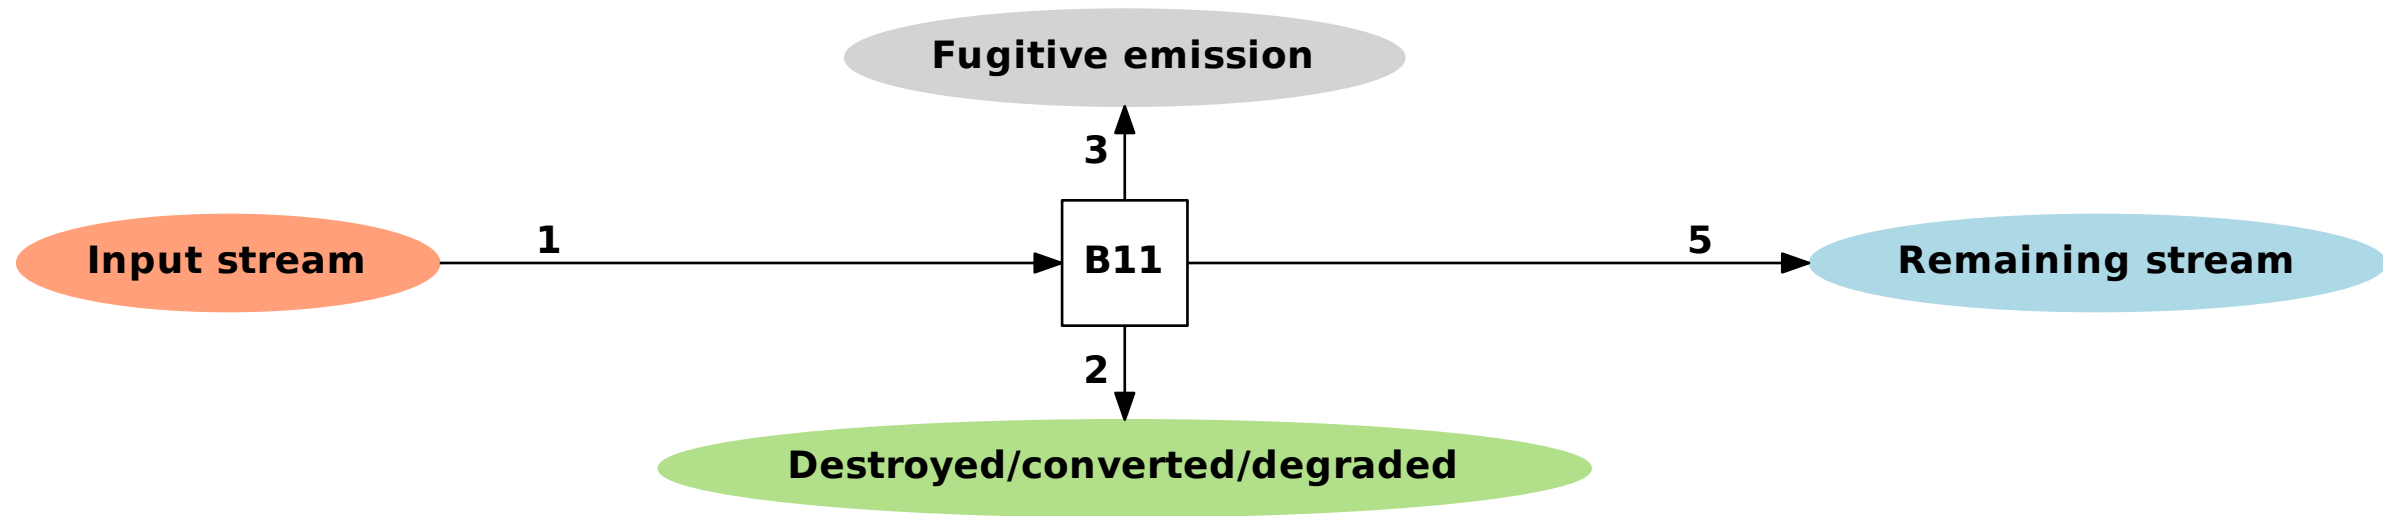 Fugitive emission
3
Input stream
1
B11
5
Remaining stream
2
Destroyed/converted/degraded